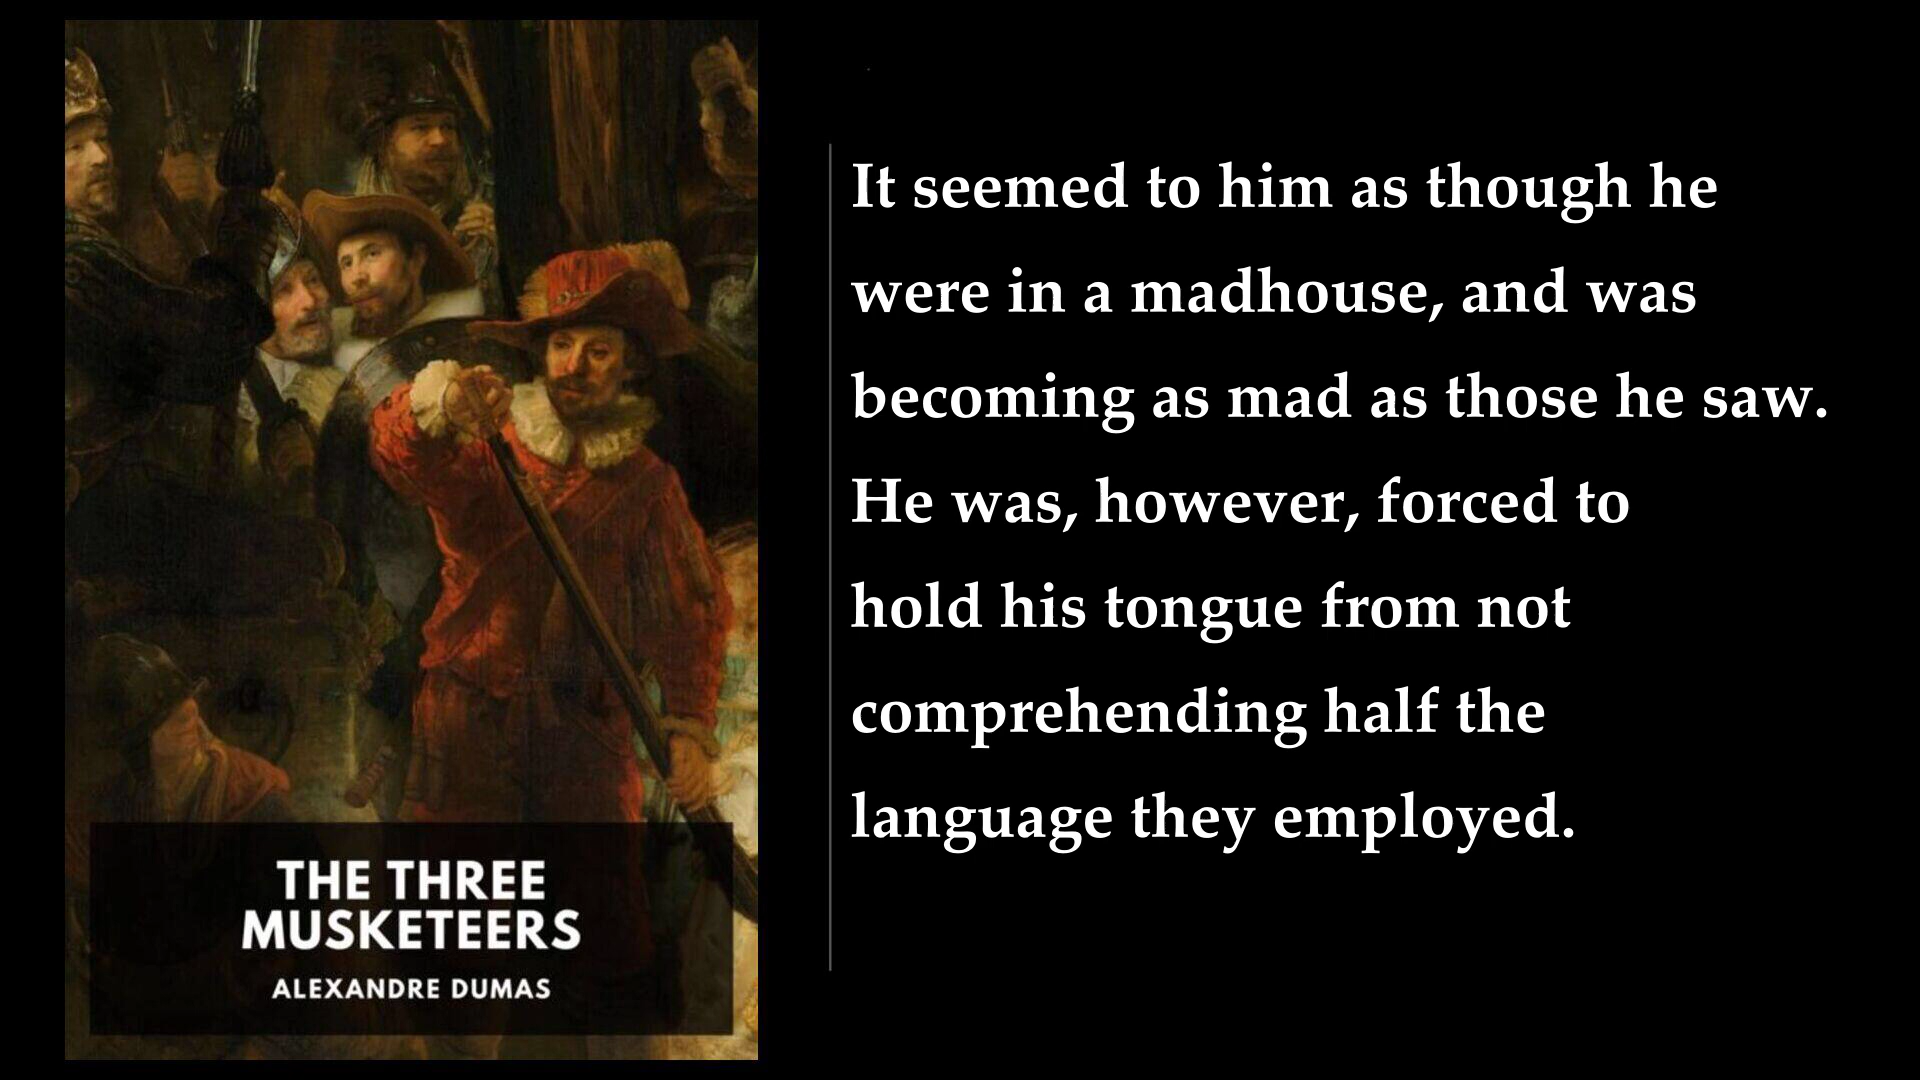 THE THREE
MUSKETEERS
ALEXANDRE DUMAS
It seemed to him as though he
were in a madhouse, and was
becoming as mad as those he saw.
He was, however, forced to
hold his tongue from not
comprehending half the
language they employed.